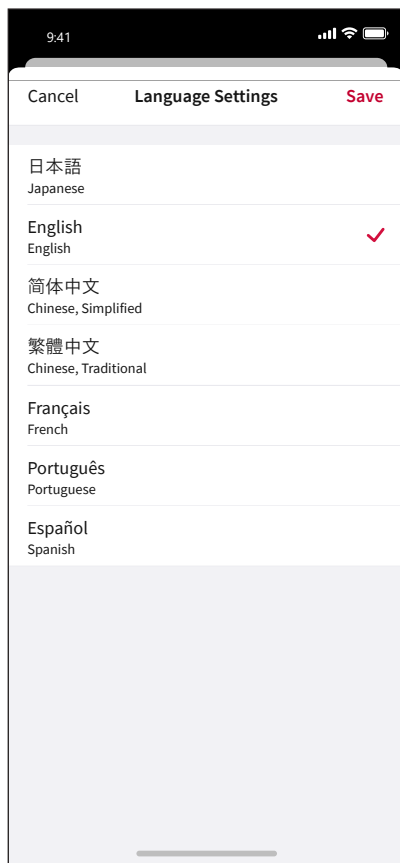 9:41
Cancel Language Settings Save
日本語
Japanese
English
English
简体中文
Chinese, Simplified
繁體中文
Chinese, Traditional
Français
French
Português
Portuguese
Español
Spanish